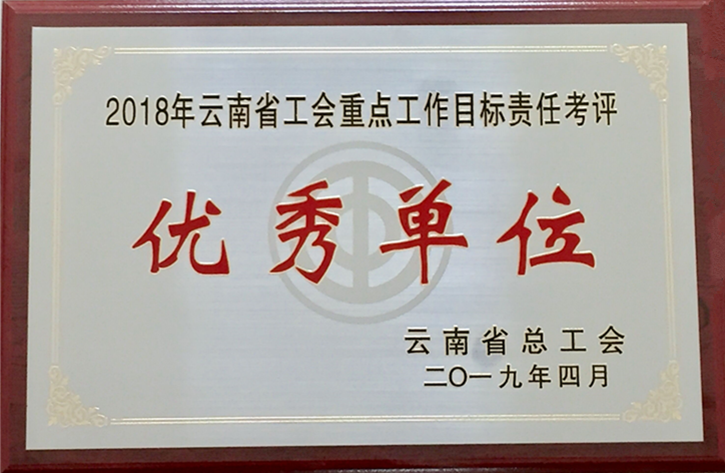 2018年云南省工会重点工作目标责任考评
优秀单位
云南省总工会
二〇一九年四月